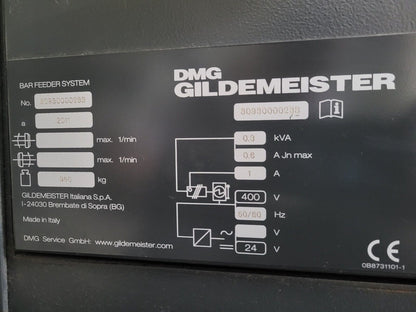 DMG
GILDEMEISTER
BAR FEEDER SYSTEM
No.
a 2011
max. 1/min
max. 1/min
kg
GILDEMEISTER Italiana S.p.A.
I-24030 Brembate di Sopra (BG)
Made in Italy
DMG Service GmbH: www.gildemeister.com
0.3 kVA
0.6 A Jn max
1 A
400 V
50/60 Hz
V
24 V
CE
0B8731101-1